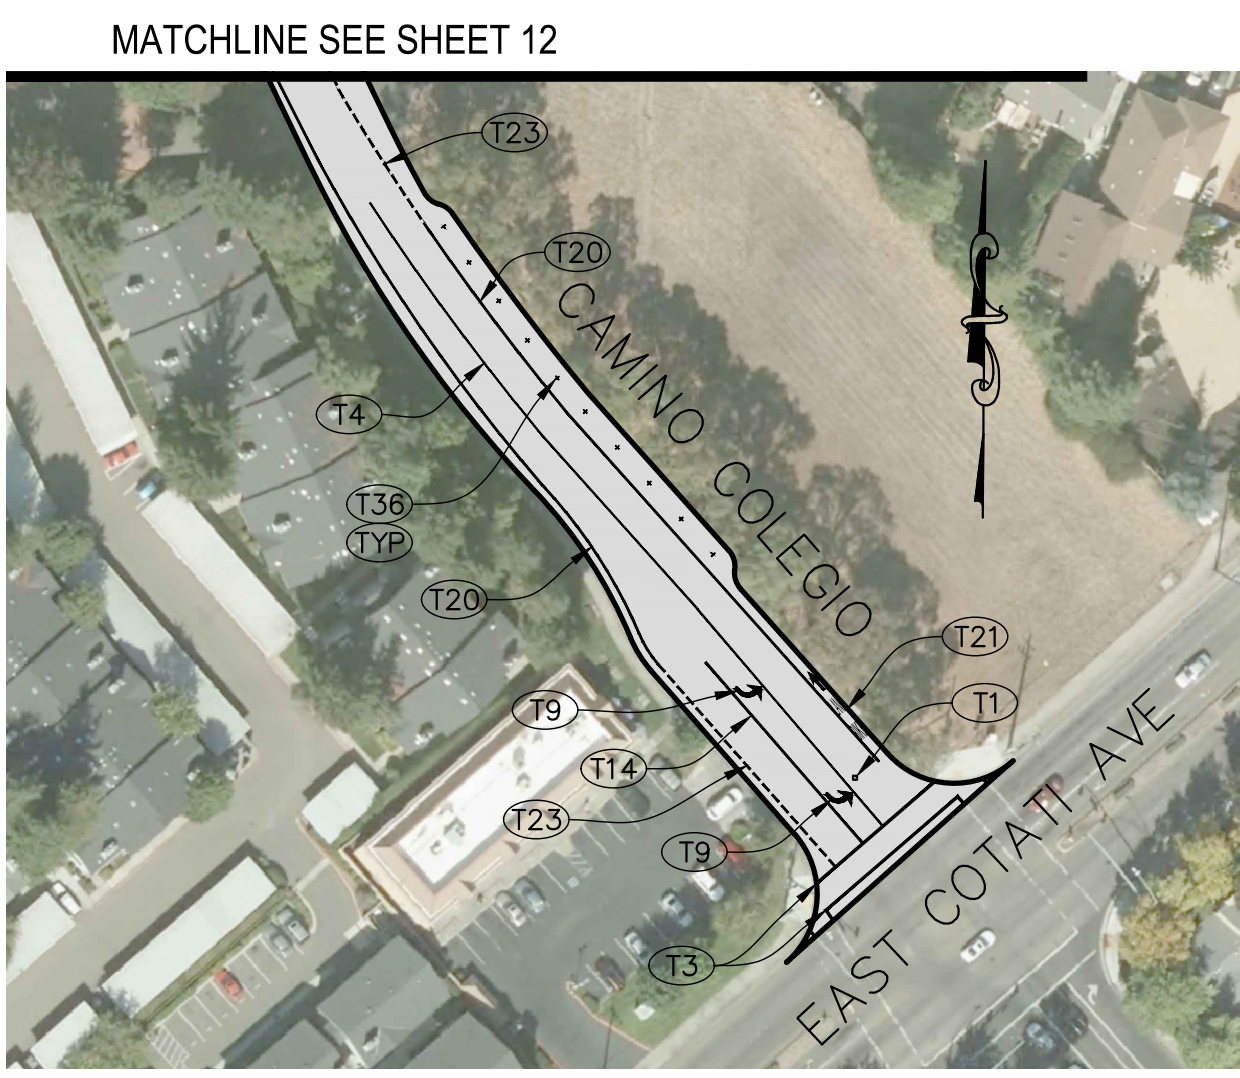 MATCHLINE SEE SHEET 12
T23
T20
CAMINO COLEGIO
T4
T36
TYP
T20
T21
T9
T1
T14
T23
T9
T3
EAST COTATI AVE